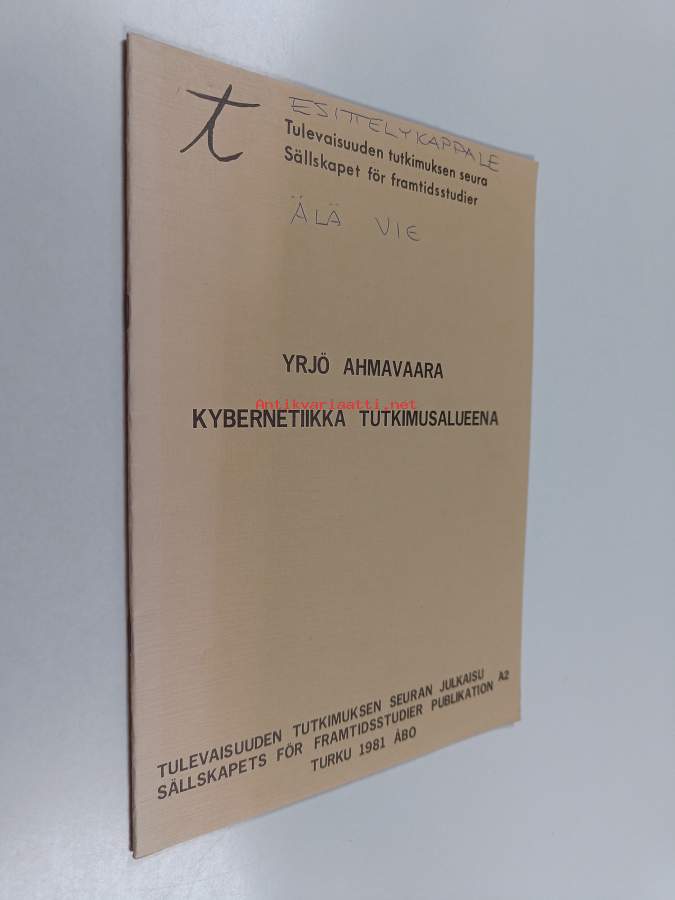 t
ESITTELYKAPPALE
Tulevaisuuden tutkimuksen seura
Sällskapet för framtidsstudier
ÄLÄ VIE
YRJÖ AHMAVAARA
Antikvariaatti.net
KYBERNETIIKKA TUTKIMUSALUEENA
TULEVAISUUDEN TUTKIMUKSEN SEURAN JULKAISU
SÄLLSKAPETS FÖR FRAMTIDSSTUDIER PUBLIKATION A2
TURKU 1981 ÅBO